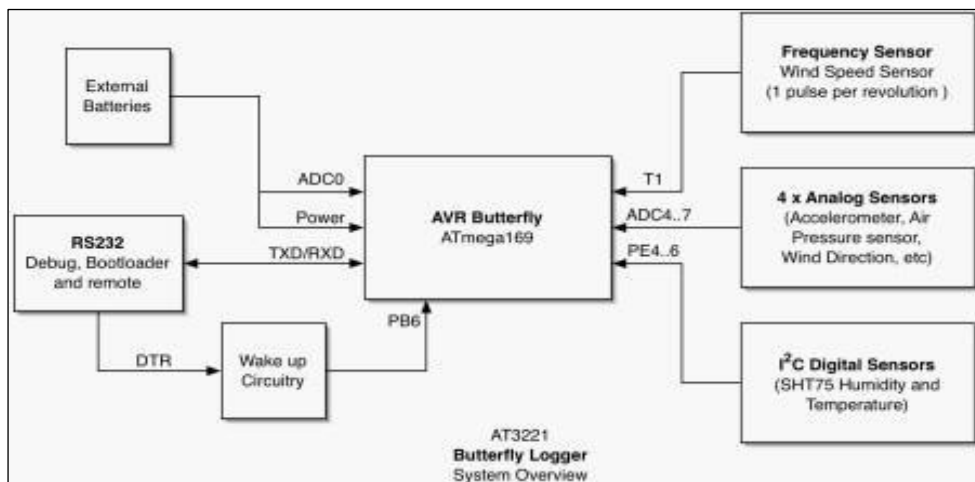 External
Batteries
ADC0
Power
RS232
Debug, Bootloader
and remote
TXD/RXD
DTR
Wake up
Circuitry
PB6
AVR Butterfly
ATmega169
T1
ADC4..7
PE4..6
Frequency Sensor
Wind Speed Sensor
(1 pulse per revolution )
4 x Analog Sensors
(Accelerometer, Air
Pressure sensor,
Wind Direction, etc)
I²C Digital Sensors
(SHT75 Humidity and
Temperature)
AT3221
Butterfly Logger
System Overview